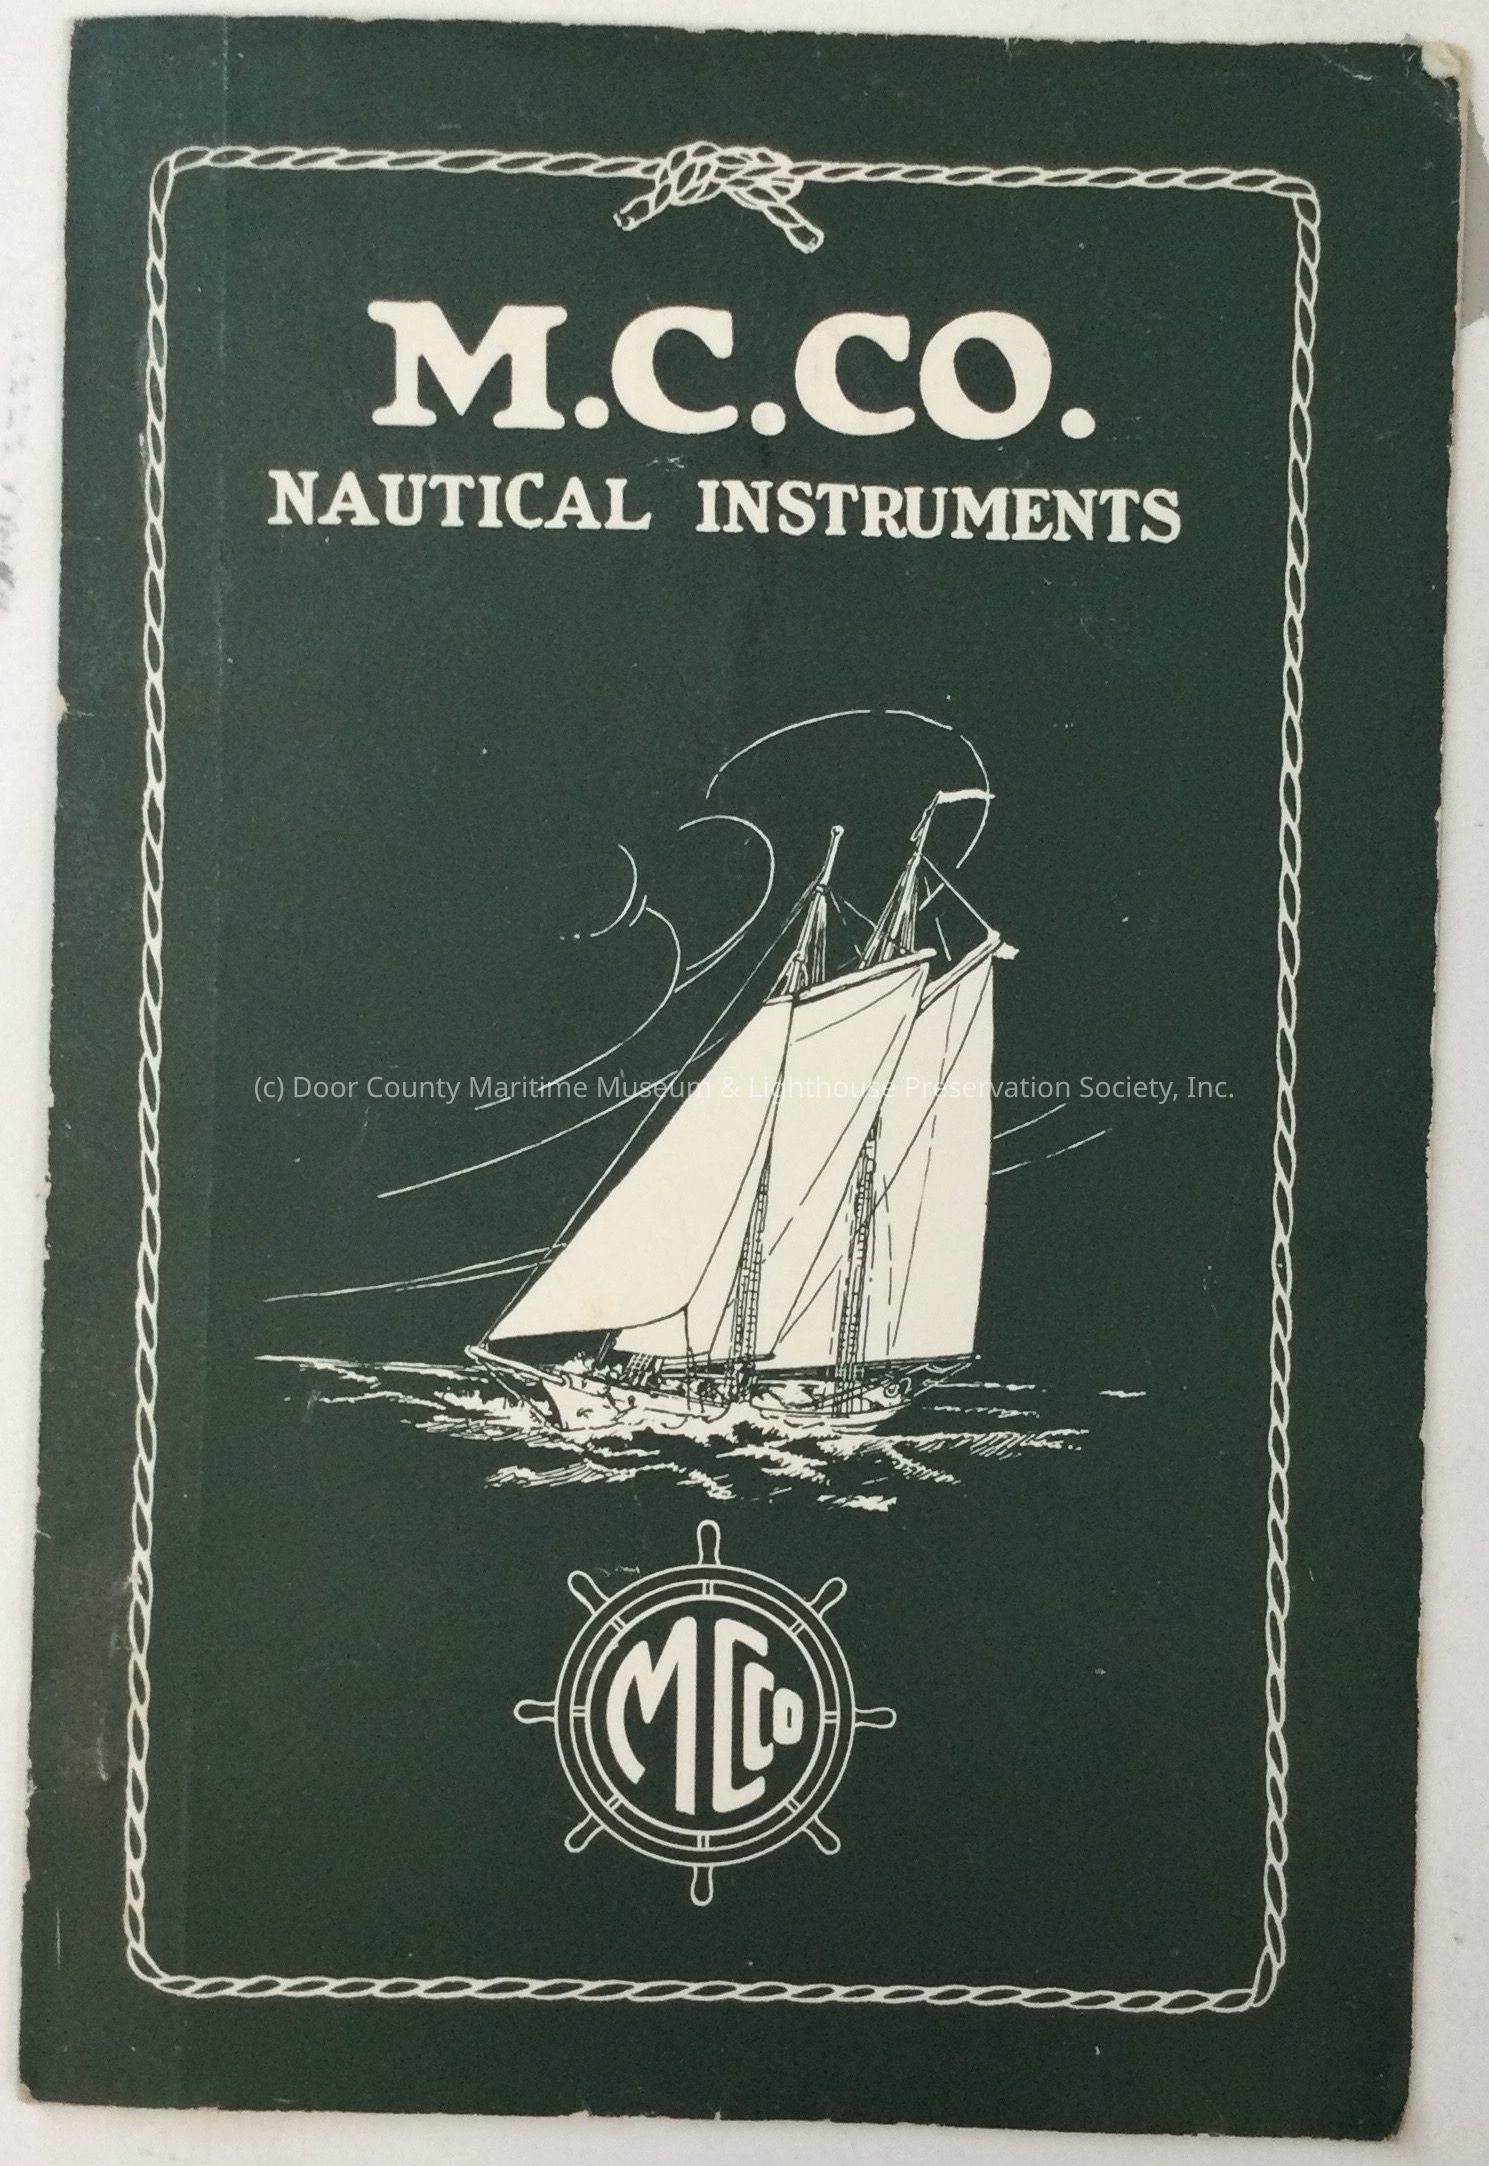 M.C.CO.
NAUTICAL INSTRUMENTS
(c) Door County Maritime Museum & Lighthouse Preservation Society, Inc.
MCCo